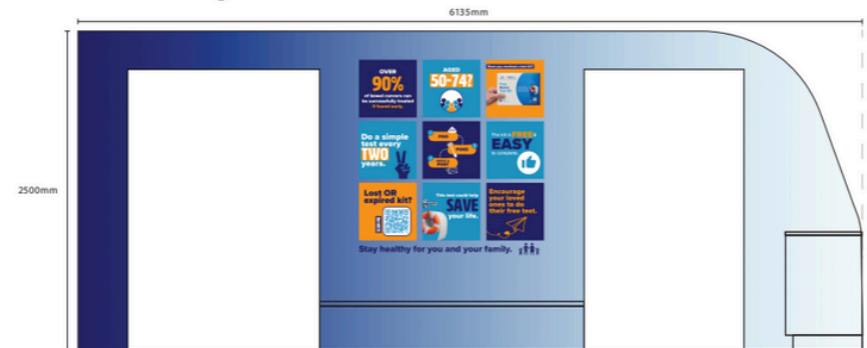 6135mm
2500mm
OVER
90%
of bowel cancers can
be successfully treated
if found early.
AGED
50-74?
Do a simple
test every
TWO
years.
The kit is FREE &
EASY
to complete.
Lost OR
expired kit?
This test could help
SAVE
your life.
Encourage
your loved
ones to do
their free test.
Stay healthy for you and your family.